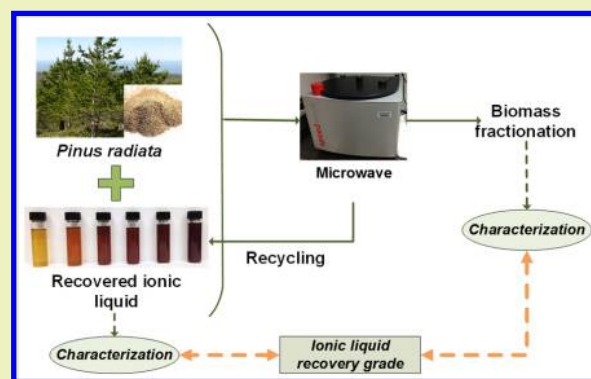 Pinus radiata
Microwave
Biomass
fractionation
Recycling
Recovered ionic
liquid
Characterization
Characterization
Ionic liquid
recovery grade